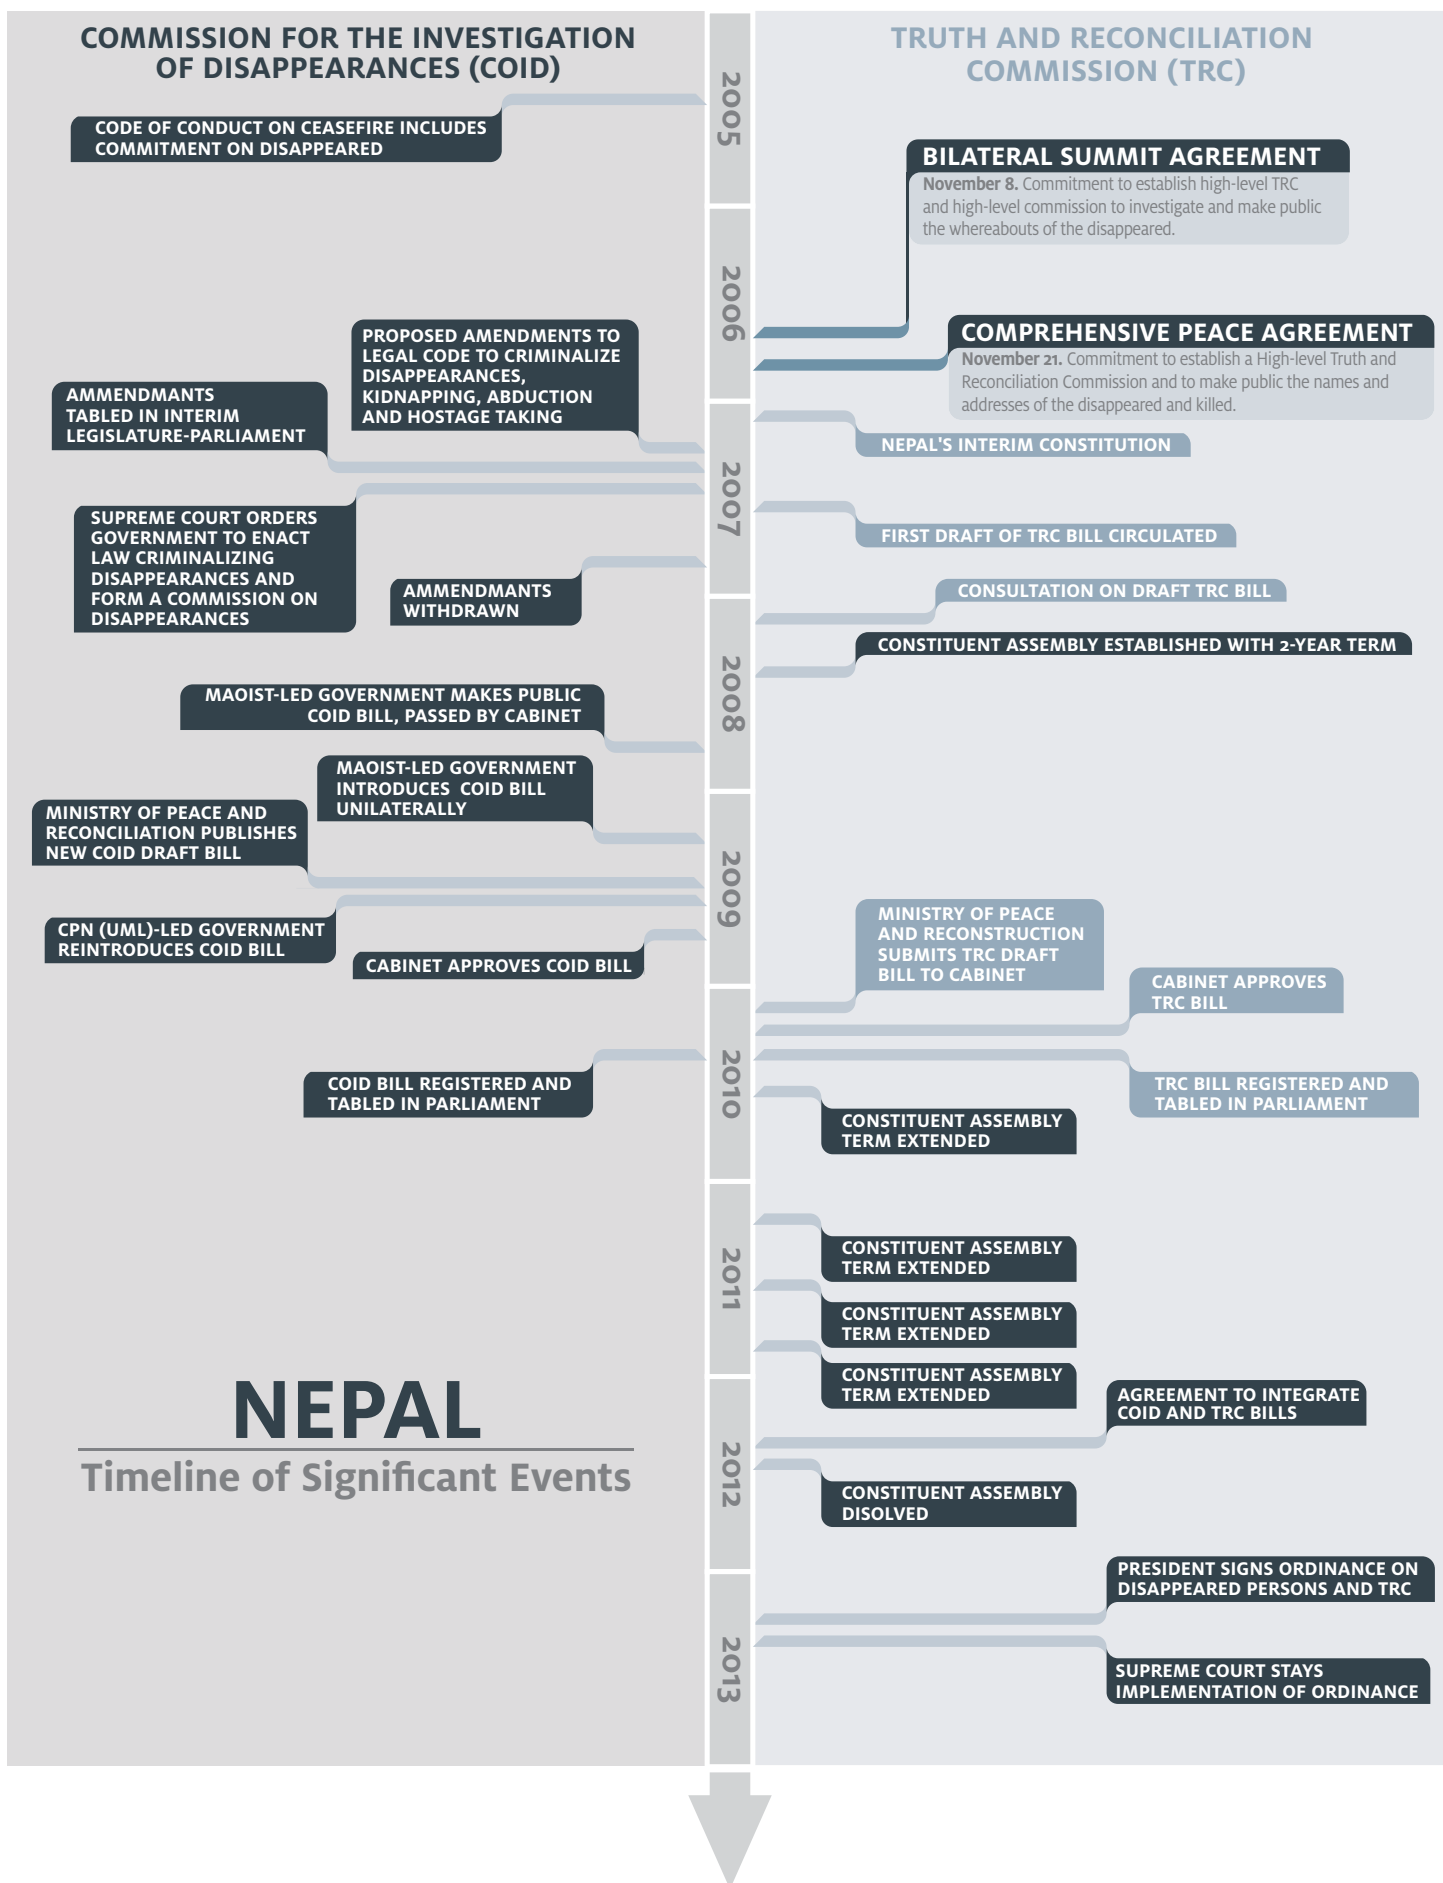 COMMISSION FOR THE INVESTIGATION
OF DISAPPEARANCES (COID)
TRUTH AND RECONCILIATION
COMMISSION (TRC)
2005
CODE OF CONDUCT ON CEASEFIRE INCLUDES
COMMITMENT ON DISAPPEARED
BILATERAL SUMMIT AGREEMENT
November 8. Commitment to establish high-level TRC
and high-level commission to investigate and make public
the whereabouts of the disappeared.
2006
COMPREHENSIVE PEACE AGREEMENT
November 21. Commitment to establish a High-level Truth and
Reconciliation Commission and to make public the names and
addresses of the disappeared and killed.
PROPOSED AMENDMENTS TO
LEGAL CODE TO CRIMINALIZE
DISAPPEARANCES,
KIDNAPPING, ABDUCTION
AND HOSTAGE TAKING
AMMENDMANTS
TABLED IN INTERIM
LEGISLATURE-PARLIAMENT
NEPAL'S INTERIM CONSTITUTION
2007
SUPREME COURT ORDERS
GOVERNMENT TO ENACT
LAW CRIMINALIZING
DISAPPEARANCES AND
FORM A COMMISSION ON
DISAPPEARANCES
AMMENDMANTS
WITHDRAWN
FIRST DRAFT OF TRC BILL CIRCULATED
CONSULTATION ON DRAFT TRC BILL
CONSTITUENT ASSEMBLY ESTABLISHED WITH 2-YEAR TERM
2008
MAOIST-LED GOVERNMENT MAKES PUBLIC
COID BILL, PASSED BY CABINET
MAOIST-LED GOVERNMENT
INTRODUCES COID BILL
UNILATERALLY
MINISTRY OF PEACE AND
RECONCILIATION PUBLISHES
NEW COID DRAFT BILL
2009
CPN (UML)-LED GOVERNMENT
REINTRODUCES COID BILL
CABINET APPROVES COID BILL
MINISTRY OF PEACE
AND RECONSTRUCTION
SUBMITS TRC DRAFT
BILL TO CABINET
CABINET APPROVES
TRC BILL
2010
COID BILL REGISTERED AND
TABLED IN PARLIAMENT
TRC BILL REGISTERED AND
TABLED IN PARLIAMENT
CONSTITUENT ASSEMBLY
TERM EXTENDED
2011
CONSTITUENT ASSEMBLY
TERM EXTENDED
CONSTITUENT ASSEMBLY
TERM EXTENDED
CONSTITUENT ASSEMBLY
TERM EXTENDED
AGREEMENT TO INTEGRATE
COID AND TRC BILLS
NEPAL
Timeline of Significant Events
2012
CONSTITUENT ASSEMBLY
DISOLVED
PRESIDENT SIGNS ORDINANCE ON
DISAPPEARED PERSONS AND TRC
2013
SUPREME COURT STAYS
IMPLEMENTATION OF ORDINANCE